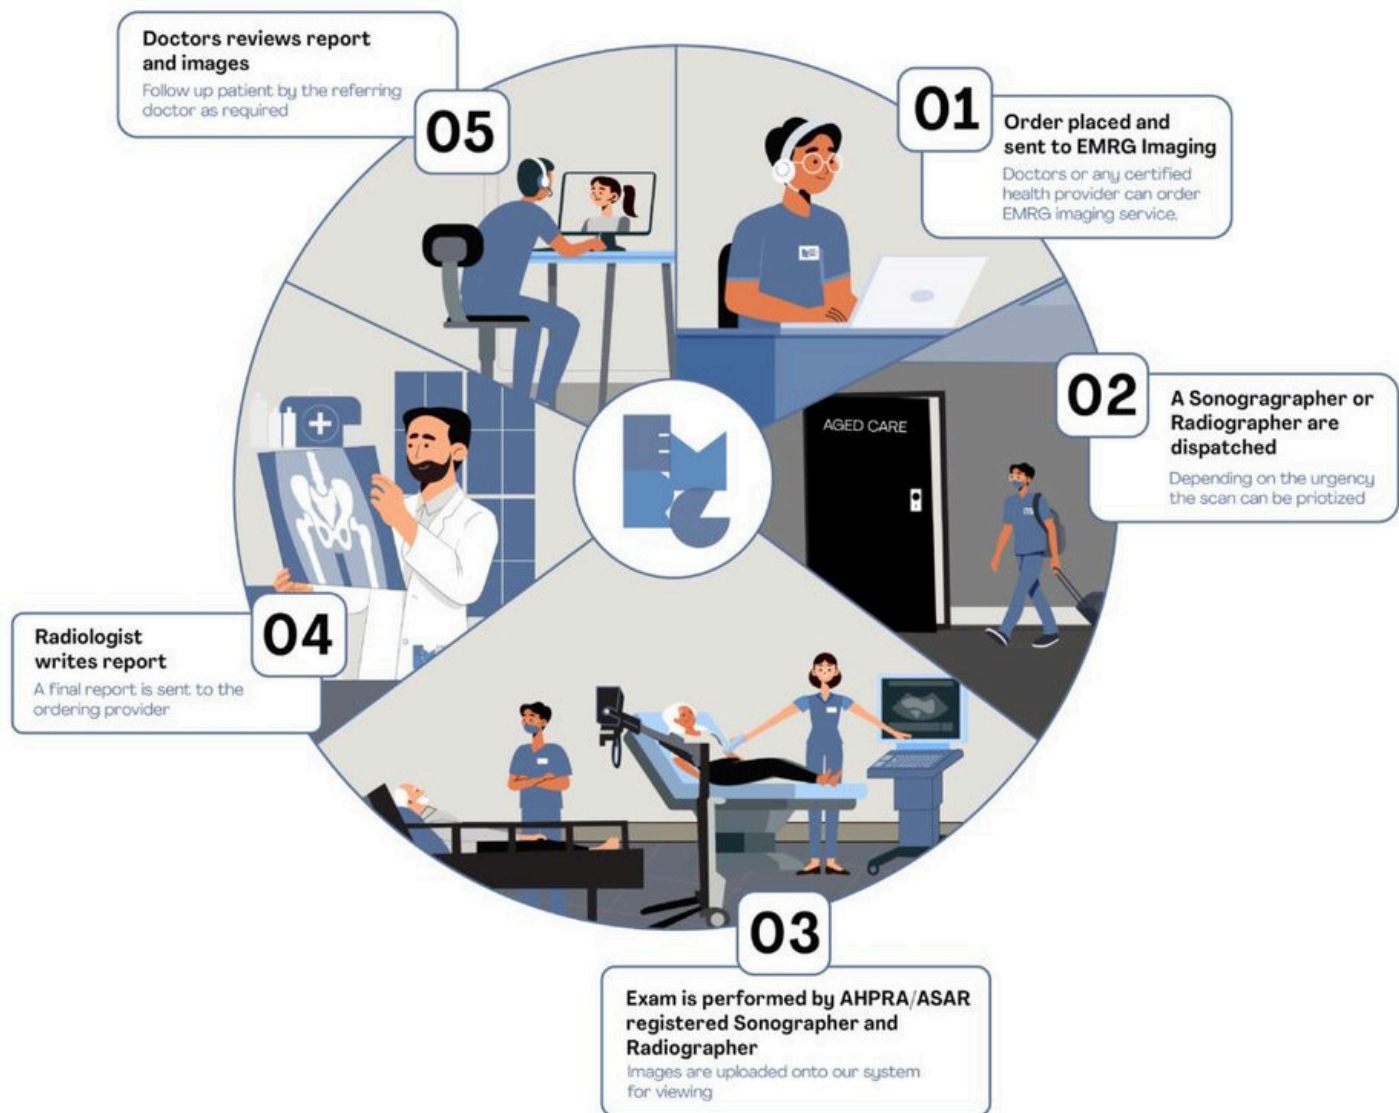 01
Order placed and
sent to EMRG Imaging
Doctors or any certified
health provider can order
EMRG imaging service.
02
A Sonogragrapher or
Radiographer are
dispatched
Depending on the urgency
the scan can be priotized
AGED CARE
03
Exam is performed by AHPRA/ASAR
registered Sonographer and
Radiographer
Images are uploaded onto our system
for viewing
04
Radiologist
writes report
A final report is sent to the
ordering provider
05
Doctors reviews report
and images
Follow up patient by the referring
doctor as required
EM
RG